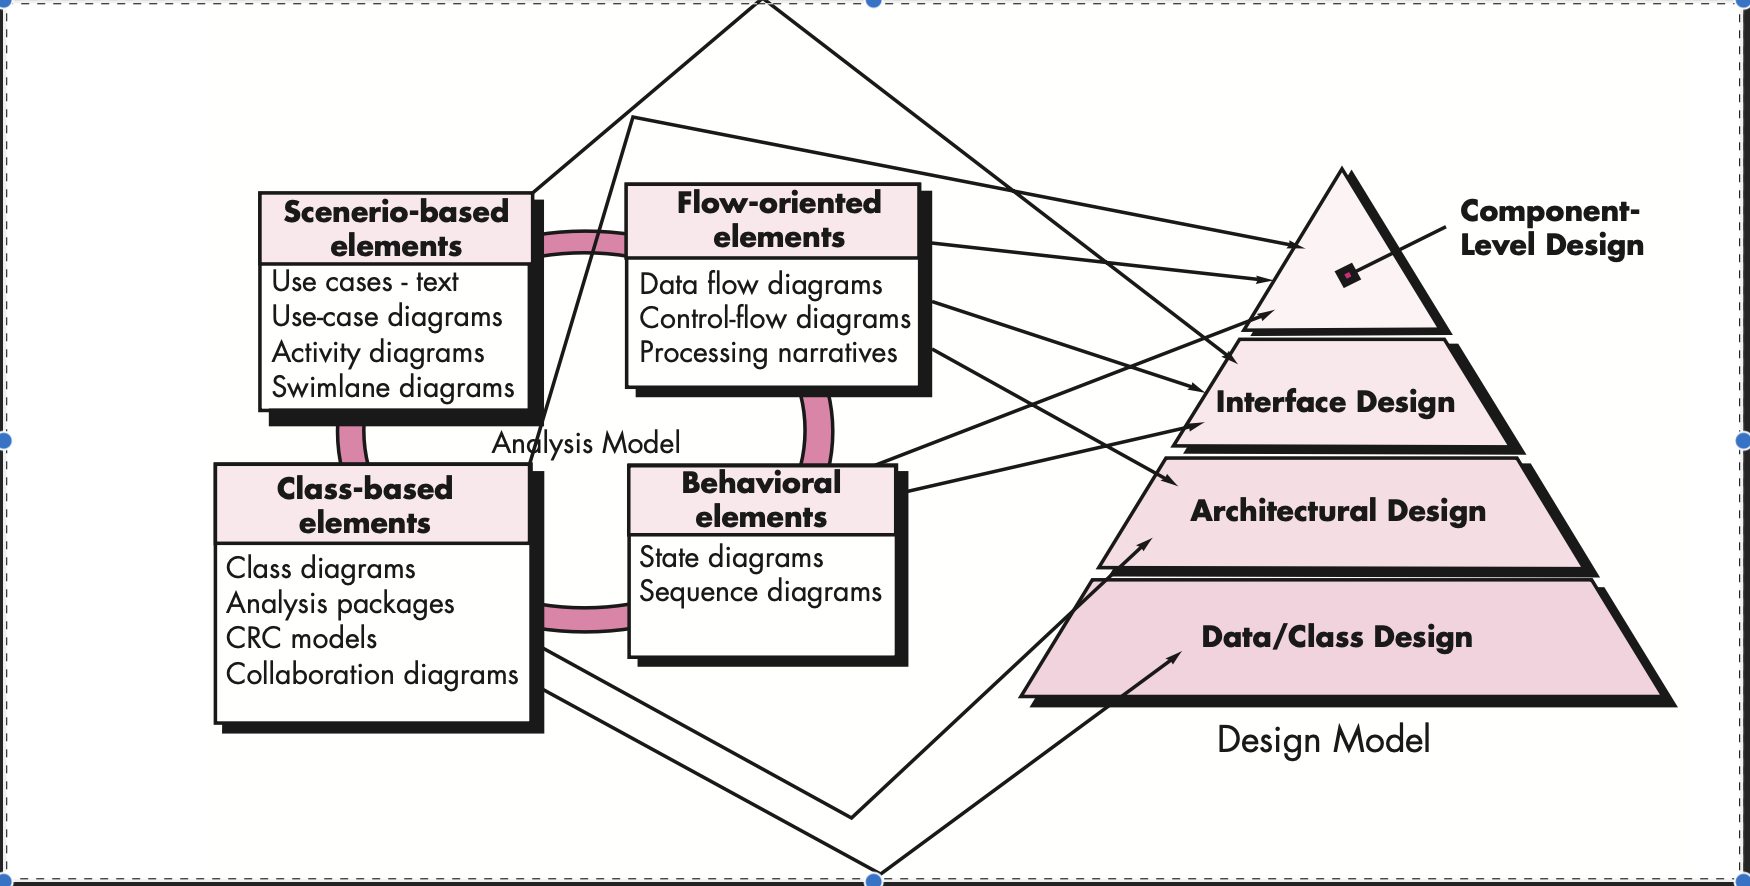 Scenerio-based
elements
Use cases - text
Use-case diagrams
Activity diagrams
Swimlane diagrams
Flow-oriented
elements
Data flow diagrams
Control-flow diagrams
Processing narratives
Analysis Model
Class-based
elements
Class diagrams
Analysis packages
CRC models
Collaboration diagrams
Behavioral
elements
State diagrams
Sequence diagrams
Component-
Level Design
Interface Design
Architectural Design
Data/Class Design
Design Model